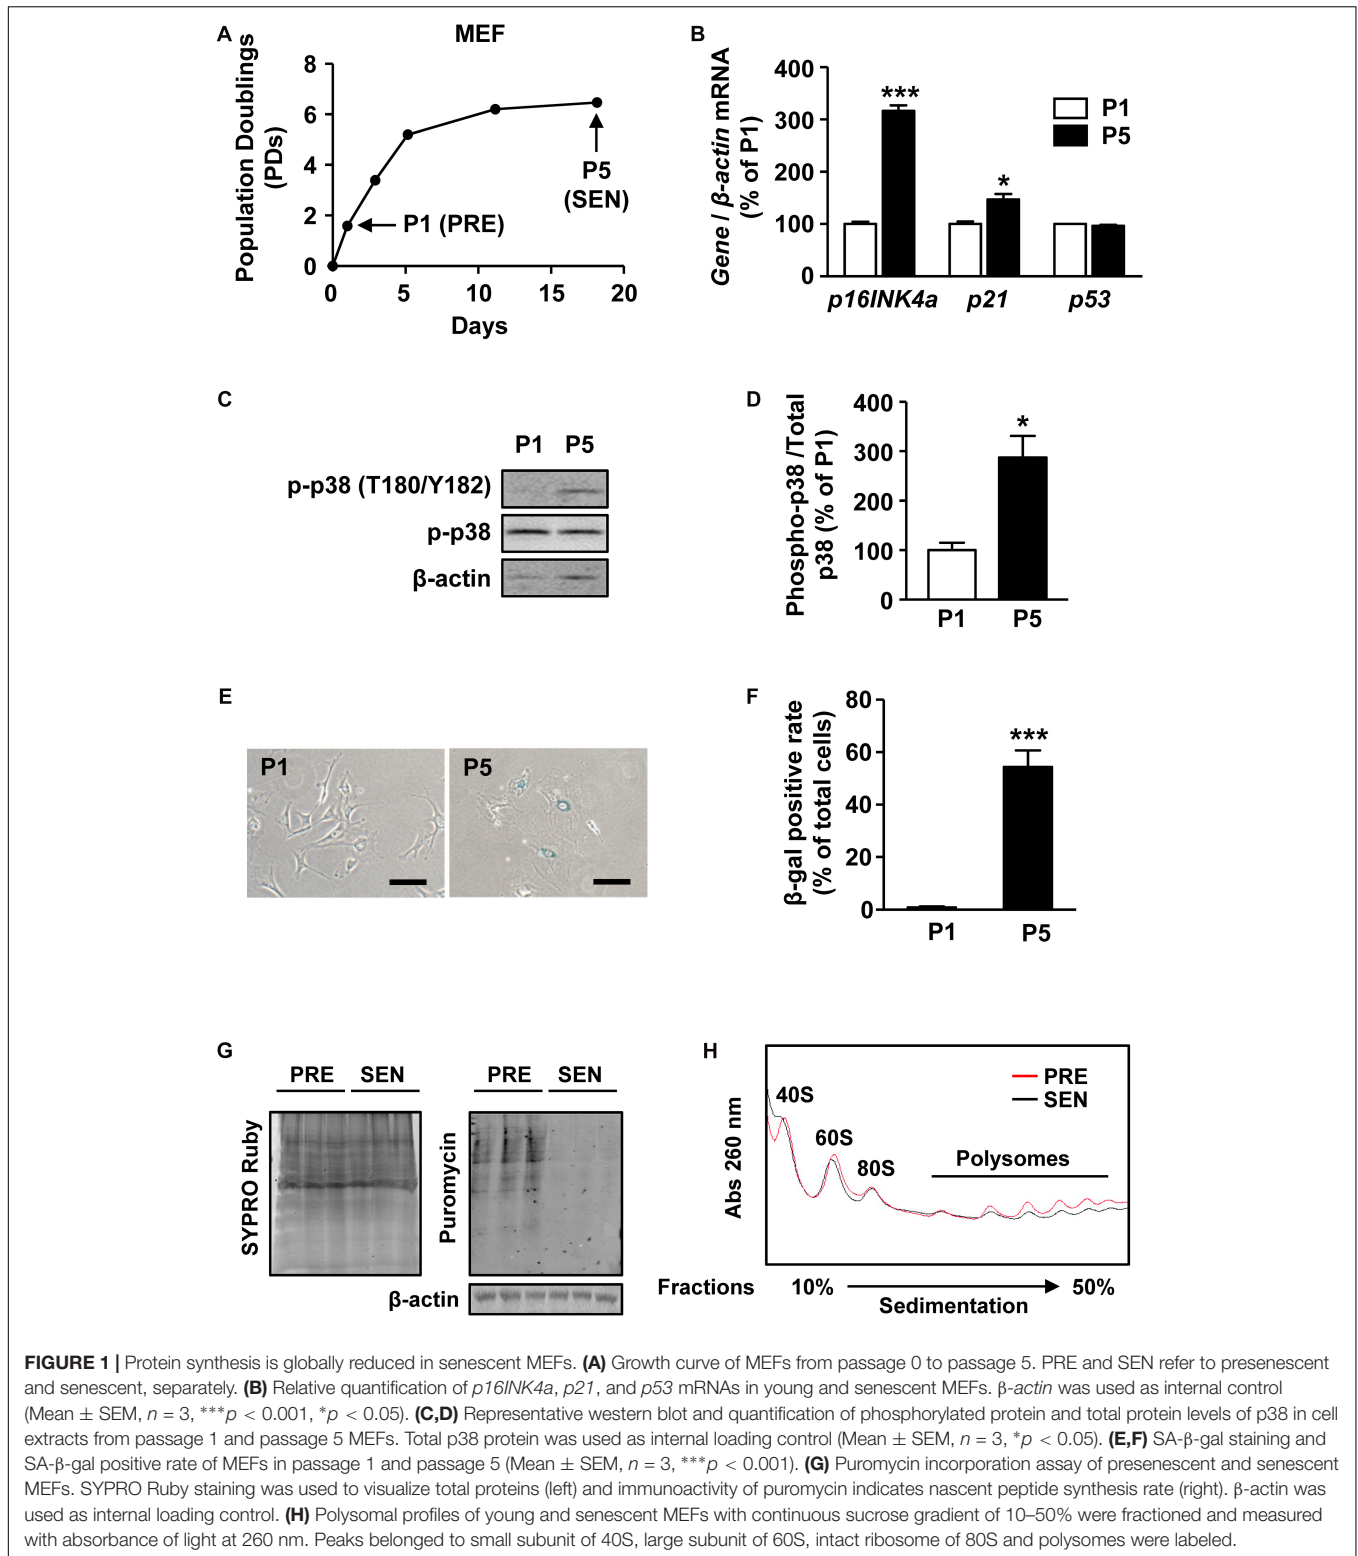 A
MEF
Population Doublings
(PDs)
8
6
4
2
0
P1 (PRE)
P5
(SEN)
0 5 10 15 20
Days
B
Gene / β-actin mRNA
(% of P1)
400
300
200
100
0
***
*
P1
P5
p16INK4a p21 p53
C
P1 P5
p-p38 (T180/Y182)
p-p38
β-actin
D
Phospho-p38 /Total
p38 (% of P1)
400
300
200
100
0
*
P1 P5
E
P1
P5
F
β-gal positive rate
(% of total cells)
80
60
40
20
0
***
P1 P5
G
PRE SEN
SYPRO Ruby
PRE SEN
Puromycin
β-actin
H
Abs 260 nm
40S
60S
80S
Polysomes
PRE
SEN
Fractions 10% 50%
Sedimentation
FIGURE 1 | Protein synthesis is globally reduced in senescent MEFs. (A) Growth curve of MEFs from passage 0 to passage 5. PRE and SEN refer to presenescent
and senescent, separately. (B) Relative quantification of p16INK4a, p21, and p53 mRNAs in young and senescent MEFs. β-actin was used as internal control
(Mean ± SEM, n = 3, ***p < 0.001, *p < 0.05). (C,D) Representative western blot and quantification of phosphorylated protein and total protein levels of p38 in cell
extracts from passage 1 and passage 5 MEFs. Total p38 protein was used as internal loading control (Mean ± SEM, n = 3, *p < 0.05). (E,F) SA-β-gal staining and
SA-β-gal positive rate of MEFs in passage 1 and passage 5 (Mean ± SEM, n = 3, ***p < 0.001). (G) Puromycin incorporation assay of presenescent and senescent
MEFs. SYPRO Ruby staining was used to visualize total proteins (left) and immunoactivity of puromycin indicates nascent peptide synthesis rate (right). β-actin was
used as internal loading control. (H) Polysomal profiles of young and senescent MEFs with continuous sucrose gradient of 10–50% were fractioned and measured
with absorbance of light at 260 nm. Peaks belonged to small subunit of 40S, large subunit of 60S, intact ribosome of 80S and polysomes were labeled.